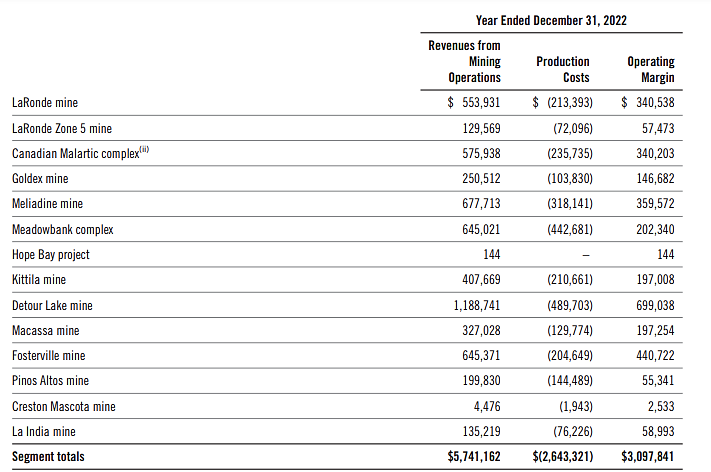 Year Ended December 31, 2022
Revenues from
Mining Production Operating
Operations Costs Margin
LaRonde mine $ 553,931 $ (213,393) $ 340,538
LaRonde Zone 5 mine 129,569 (72,096) 57,473
Canadian Malartic complex(ii) 575,938 (235,735) 340,203
Goldex mine 250,512 (103,830) 146,682
Meliadine mine 677,713 (318,141) 359,572
Meadowbank complex 645,021 (442,681) 202,340
Hope Bay project 144 – 144
Kittila mine 407,669 (210,661) 197,008
Detour Lake mine 1,188,741 (489,703) 699,038
Macassa mine 327,028 (129,774) 197,254
Fosterville mine 645,371 (204,649) 440,722
Pinos Altos mine 199,830 (144,489) 55,341
Creston Mascota mine 4,476 (1,943) 2,533
La India mine 135,219 (76,226) 58,993
Segment totals $5,741,162 $(2,643,321) $3,097,841